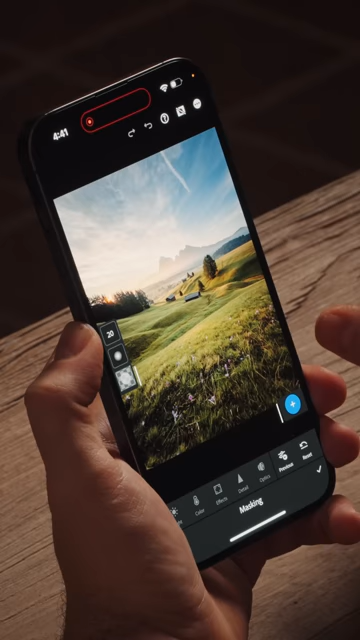 4:41
20
Color
Effects
Detail
Optics
Previous
Reset
Masking